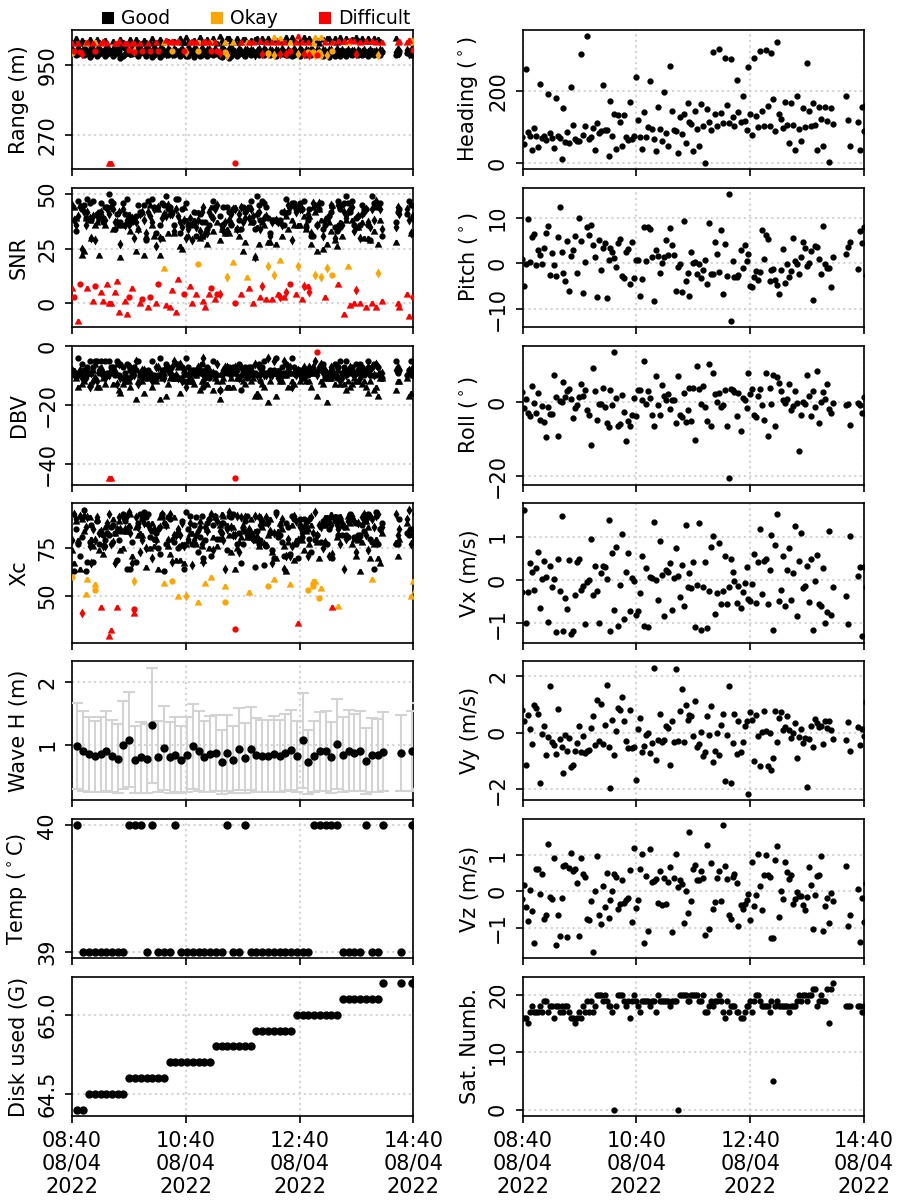 Good Okay Difficult
Range (m)
950
270
Heading (°)
200
0
SNR
50
25
0
Pitch (°)
10
0
−10
DBV
0
−20
−40
Roll (°)
0
−20
Xc
75
50
Vx (m/s)
1
0
−1
Wave H (m)
2
1
Vy (m/s)
2
0
−2
Temp (°C)
40
39
Vz (m/s)
1
0
−1
Disk used (G)
65.0
64.5
Sat. Numb.
20
10
0
08:40 10:40 12:40 14:40
08/04 08/04 08/04 08/04
2022 2022 2022 2022
08:40 10:40 12:40 14:40
08/04 08/04 08/04 08/04
2022 2022 2022 2022